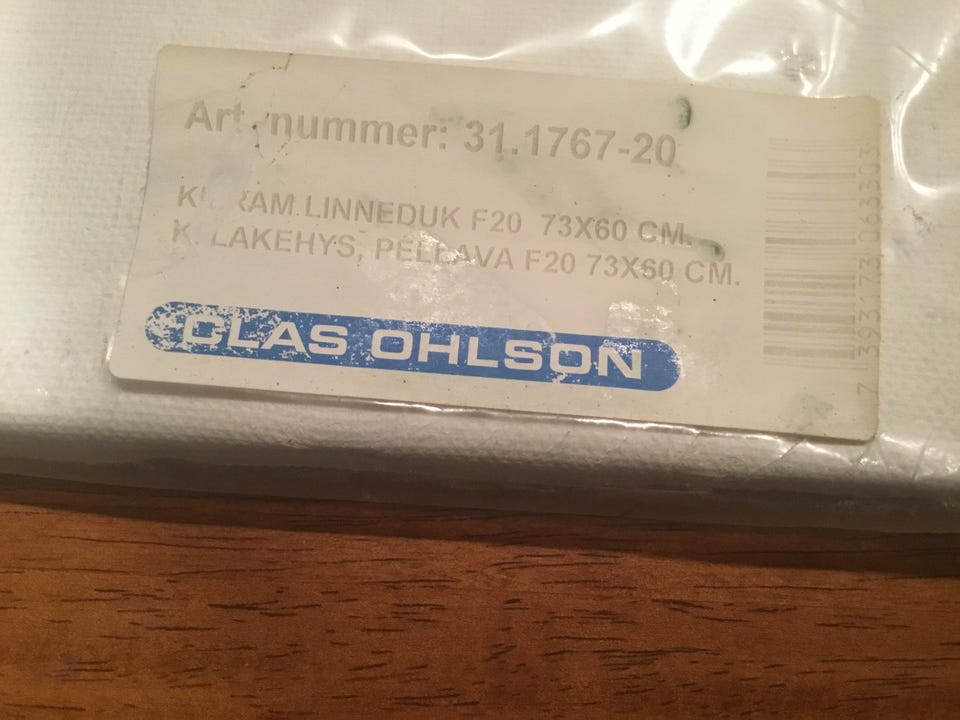 nummer: 31.1767-20
LINNEDUK F20 73X60 CM.
PELLAVA F20 73X60 CM.
CLAS OHLSON